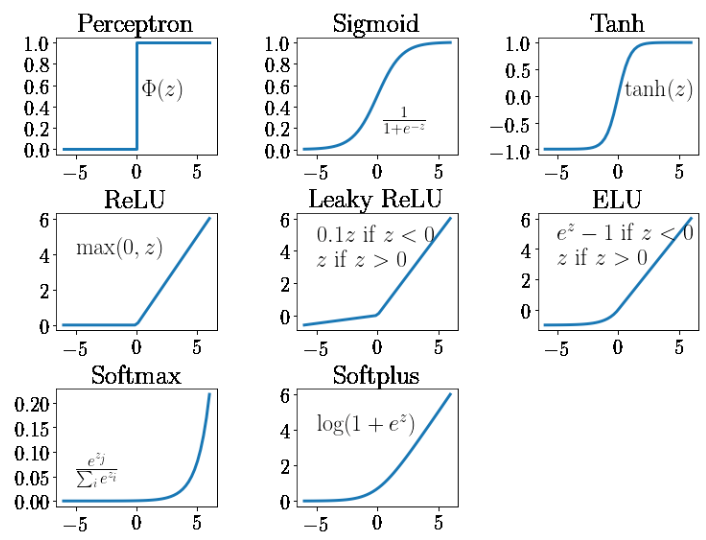 Perceptron
1.0
0.8
0.6
0.4
0.2
0.0
−5 0 5
Φ(z)
Sigmoid
1.0
0.8
0.6
0.4
0.2
0.0
−5 0 5
1
1+e^{−z}
Tanh
1.0
0.5
0.0
−0.5
−1.0
−5 0 5
tanh(z)
ReLU
6
4
2
0
−5 0 5
max(0, z)
Leaky ReLU
6
4
2
0
−5 0 5
0.1z if z < 0
z if z > 0
ELU
6
4
2
0
−5 0 5
e^z − 1 if z < 0
z if z > 0
Softmax
0.20
0.15
0.10
0.05
0.00
−5 0 5
e^{z_j}
∑_i e^{z_i}
Softplus
6
4
2
0
−5 0 5
log(1 + e^z)